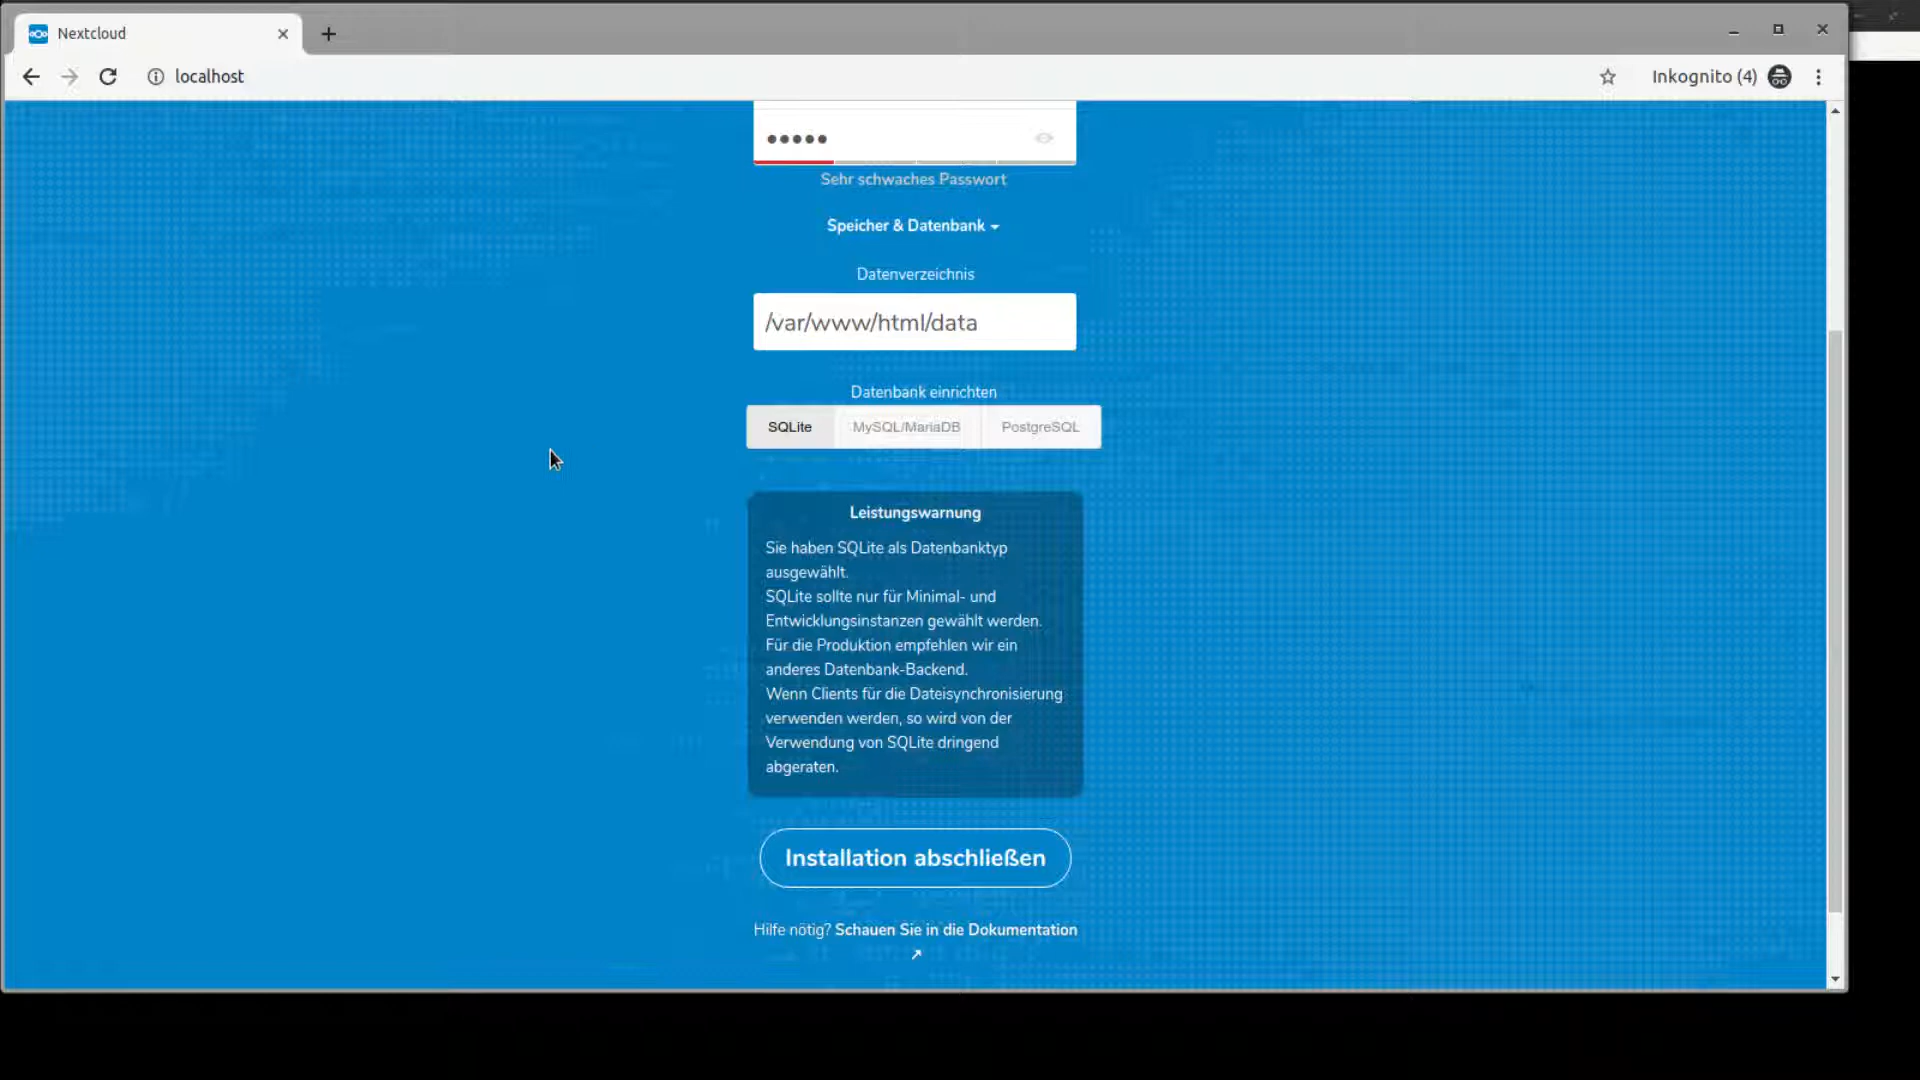 Nextcloud
localhost
Inkognito (4)
●●●●●
Sehr schwaches Passwort
Speicher & Datenbank
Datenverzeichnis
/var/www/html/data
Datenbank einrichten
SQLite MySQL/MariaDB PostgreSQL
Leistungswarnung
Sie haben SQLite als Datenbanktyp
ausgewählt.
SQLite sollte nur für Minimal- und
Entwicklungsinstanzen gewählt werden.
Für die Produktion empfehlen wir ein
anderes Datenbank-Backend.
Wenn Clients für die Dateisynchronisierung
verwenden werden, so wird von der
Verwendung von SQLite dringend
abgeraten.
Installation abschließen
Hilfe nötig? Schauen Sie in die Dokumentation
↗